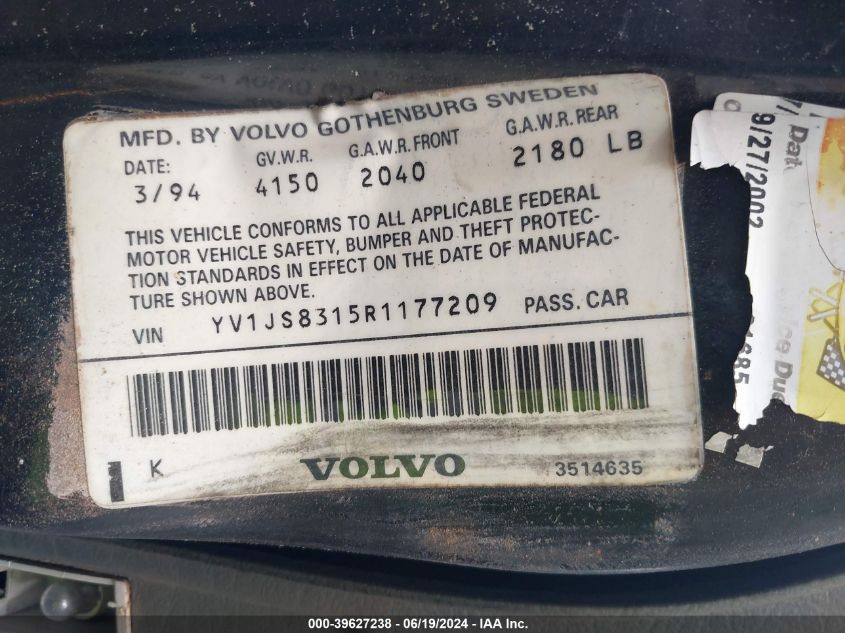 MFD. BY VOLVO GOTHENBURG SWEDEN
DATE: GV.W.R. G.A.W.R. FRONT G.A.W.R. REAR
3/94 4150 2040 2180 LB
THIS VEHICLE CONFORMS TO ALL APPLICABLE FEDERAL
MOTOR VEHICLE SAFETY, BUMPER AND THEFT PROTEC-
TION STANDARDS IN EFFECT ON THE DATE OF MANUFAC-
TURE SHOWN ABOVE.
VIN YV1JS8315R1177209 PASS. CAR
K VOLVO 3514635
9/27/2002
000-39627238 - 06/19/2024 - IAAI Inc.